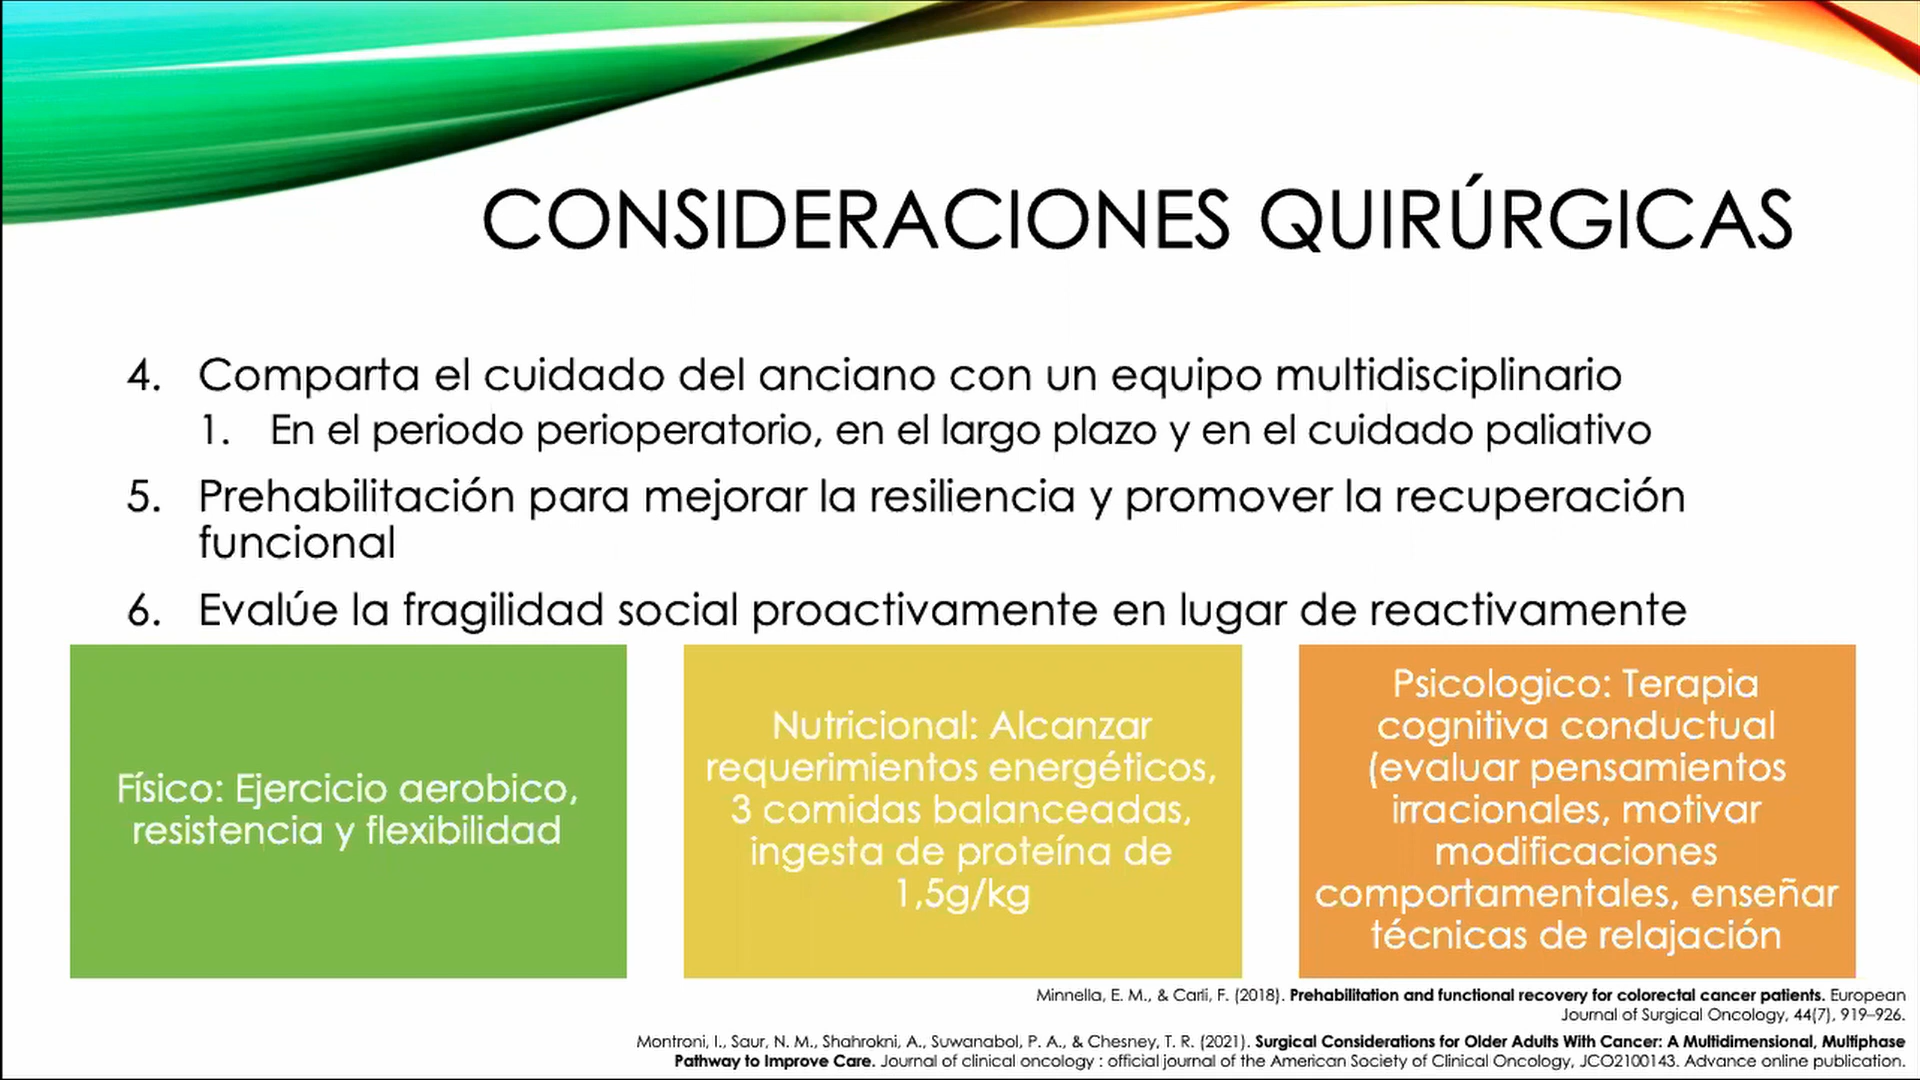 CONSIDERACIONES QUIRÚRGICAS
4. Comparta el cuidado del anciano con un equipo multidisciplinario
1. En el periodo perioperatorio, en el largo plazo y en el cuidado paliativo
5. Prehabilitación para mejorar la resiliencia y promover la recuperación
funcional
6. Evalúe la fragilidad social proactivamente en lugar de reactivamente
Físico: Ejercicio aerobico,
resistencia y flexibilidad
Nutricional: Alcanzar
requerimientos energéticos,
3 comidas balanceadas,
ingesta de proteína de
1,5g/kg
Psicologico: Terapia
cognitiva conductual
(evaluar pensamientos
irracionales, motivar
modificaciones
comportamentales, enseñar
técnicas de relajación
Minnella, E. M., & Carli, F. (2018). Prehabilitation and functional recovery for colorectal cancer patients. European
Journal of Surgical Oncology, 44(7), 919–926.
Montroni, I., Saur, N. M., Shahrokni, A., Suwanabol, P. A., & Chesney, T. R. (2021). Surgical Considerations for Older Adults With Cancer: A Multidimensional, Multiphase
Pathway to Improve Care. Journal of clinical oncology : official journal of the American Society of Clinical Oncology, JCO2100143. Advance online publication.